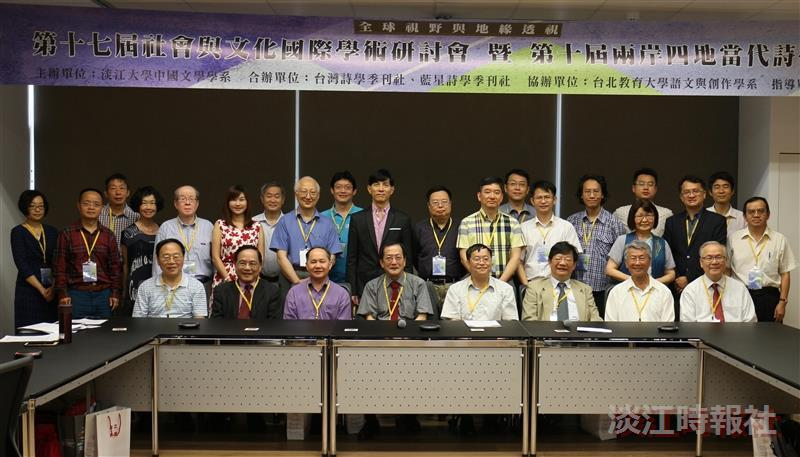 全球視野與地緣透視
第十七屆社會與文化國際學術研討會 暨 第十屆兩岸四地當代詩
主辦單位：淡江大學中國文學學系 合辦單位：台灣詩學季刊社、藍星詩學季刊社 協辦單位：台北教育大學語文與創作學系 指導單
淡江時報社